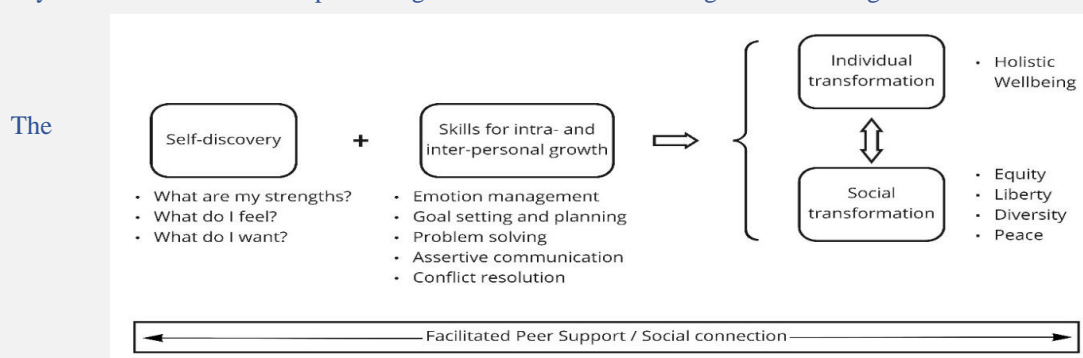 The
Self-discovery
+
Skills for intra- and
inter-personal growth
Individual
transformation
• Holistic
Wellbeing
Social
transformation
• Equity
• Liberty
• Diversity
• Peace
• What are my strengths?
• What do I feel?
• What do I want?
• Emotion management
• Goal setting and planning
• Problem solving
• Assertive communication
• Conflict resolution
Facilitated Peer Support / Social connection